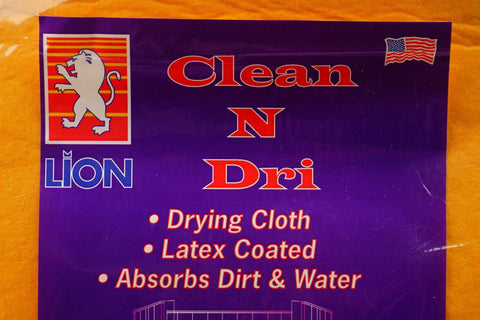 Clean
N
Dri
LION
• Drying Cloth
• Latex Coated
• Absorbs Dirt & Water